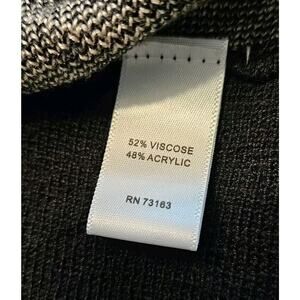 52% VISCOSE
48% ACRYLIC
RN 73163